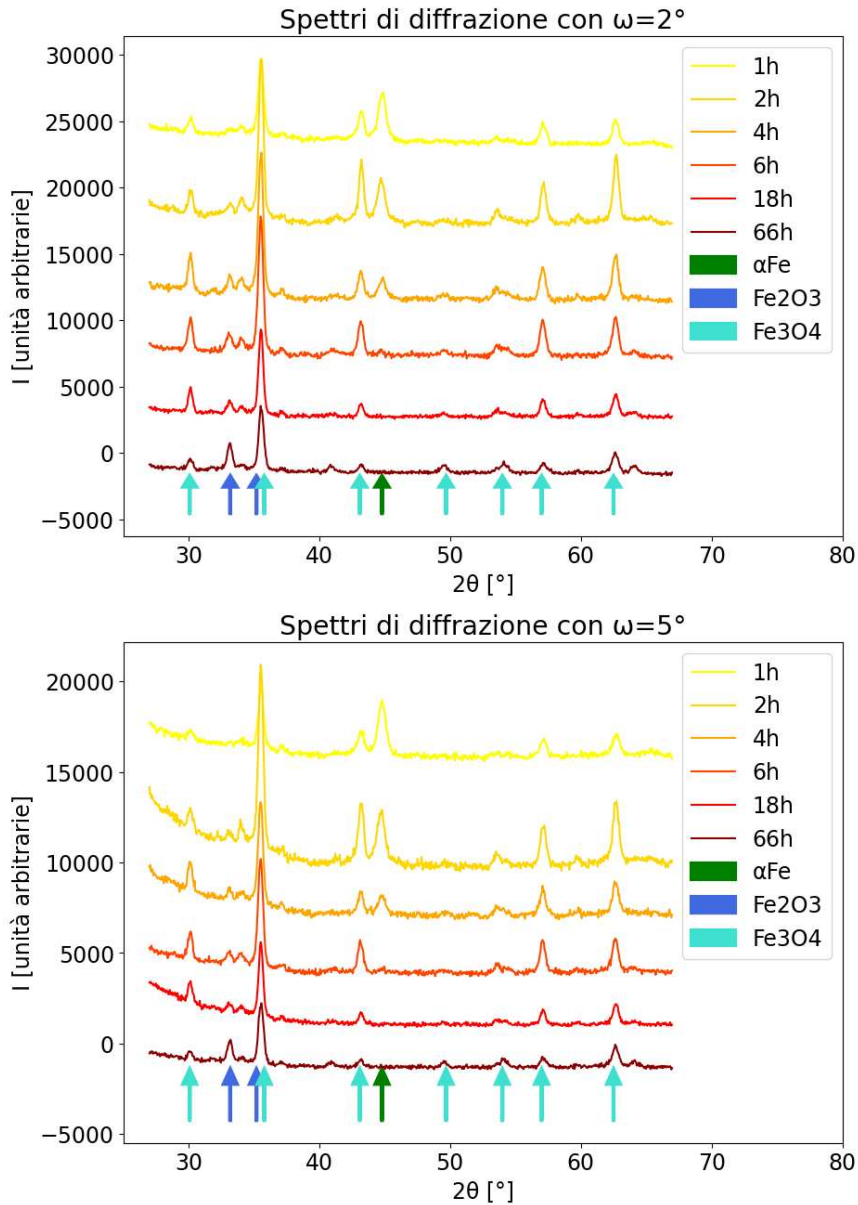 Spettri di diffrazione con ω=2°
30000
25000
20000
15000
10000
5000
0
−5000
I [unità arbitrarie]
30
40
50
60
70
80
2θ [°]
1h
2h
4h
6h
18h
66h
αFe
Fe2O3
Fe3O4
Spettri di diffrazione con ω=5°
20000
15000
10000
5000
0
−5000
I [unità arbitrarie]
30
40
50
60
70
80
2θ [°]
1h
2h
4h
6h
18h
66h
αFe
Fe2O3
Fe3O4